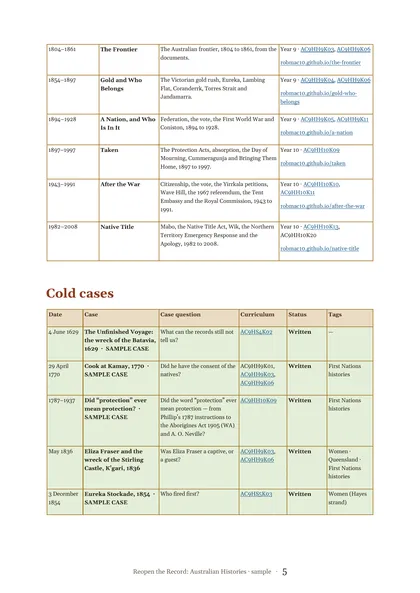 1804–1861 The Frontier The Australian frontier, 1804 to 1861, from the Year 9 · AC9HH9K03, AC9HH9K06
documents.
robmac10.github.io/the-frontier
1854–1897 Gold and Who The Victorian gold rush, Eureka, Lambing Year 9 · AC9HH9K04, AC9HH9K06
Belongs Flat, Coranderrk, Torres Strait and
Jandamarra. robmac10.github.io/gold-who-
belongs
1894–1928 A Nation, and Who Federation, the vote, the First World War and Year 9 · AC9HH9K05, AC9HH9K11
Is In It Coniston, 1894 to 1928.
robmac10.github.io/a-nation
1897–1997 Taken The Protection Acts, absorption, the Day of Year 10 · AC9HH10K09
Mourning, Cummeragunja and Bringing Them
Home, 1897 to 1997. robmac10.github.io/taken
1943–1991 After the War Citizenship, the vote, the Yirrkala petitions, Year 10 · AC9HH10K10,
Wave Hill, the 1967 referendum, the Tent AC9HH10K11
Embassy and the Royal Commission, 1943 to
1991. robmac10.github.io/after-the-war
1982–2008 Native Title Mabo, the Native Title Act, Wik, the Northern Year 10 · AC9HH10K13,
Territory Emergency Response and the AC9HH10K20
Apology, 1982 to 2008.
robmac10.github.io/native-title
Cold cases
Date Case Case question Curriculum Status Tags
4 June 1629 The Unfinished Voyage: What can the records still not AC9HS4K02 Written —
the wreck of the Batavia, tell us?
1629 · SAMPLE CASE
29 April Cook at Kamay, 1770 · Did he have the consent of the AC9HH9K01, Written First Nations
1770 SAMPLE CASE natives? AC9HH9K03, histories
AC9HH9K06
1787–1937 Did "protection" ever Did the word "protection" ever AC9HH10K09 Written First Nations
mean protection? · mean protection — from histories
SAMPLE CASE Phillip's 1787 instructions to
the Aborigines Act 1905 (WA)
and A. O. Neville?
May 1836 Eliza Fraser and the Was Eliza Fraser a captive, or AC9HH9K03, Written Women ·
wreck of the Stirling a guest? AC9HH9K06 Queensland ·
Castle, K'gari, 1836 First Nations
histories
3 December Eureka Stockade, 1854 · Who fired first? AC9HS5K03 Written Women (Hayes
1854 SAMPLE CASE strand)
Reopen the Record: Australian Histories · sample · 5